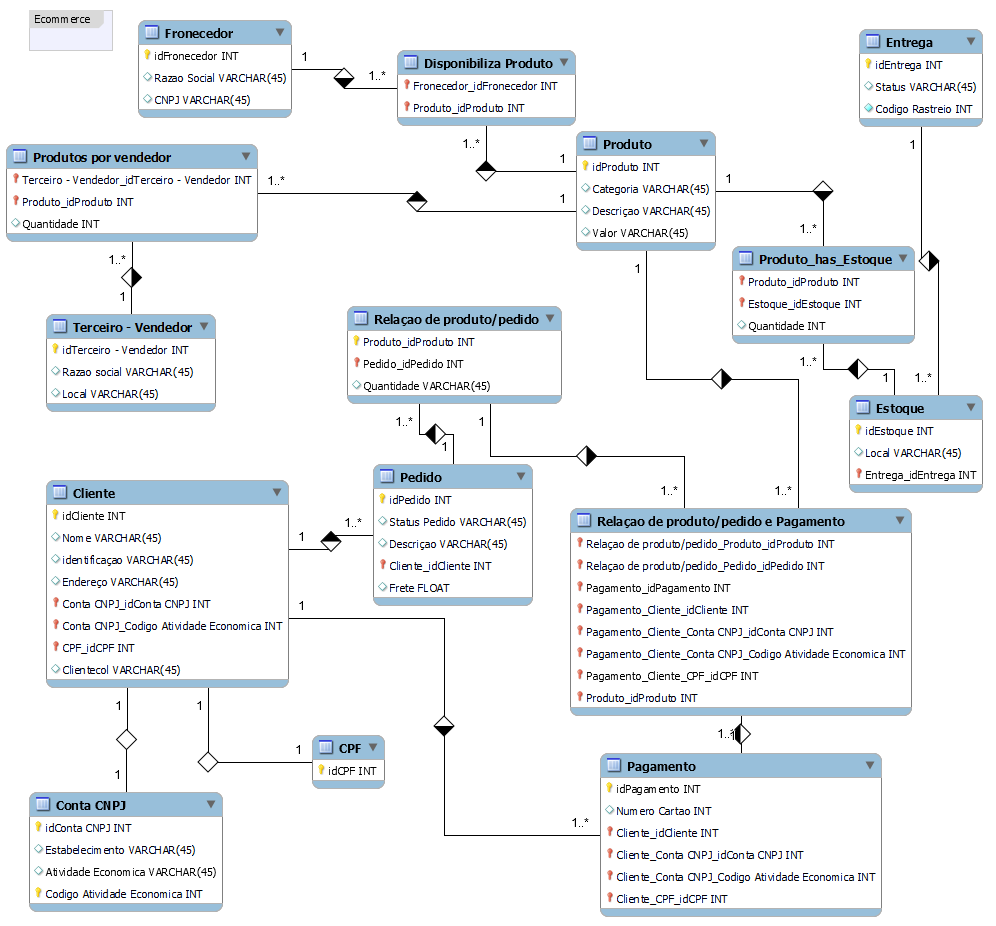 Ecommerce
Fronecedor
idFronecedor INT
Razao Social VARCHAR(45)
CNPJ VARCHAR(45)
1
1..*
Disponibiliza Produto
Fronecedor_idFronecedor INT
Produto_idProduto INT
1..*
1
Entrega
idEntrega INT
Status VARCHAR(45)
Codigo Rastreio INT
1
1..*
Produtos por vendedor
Terceiro - Vendedor_idTerceiro - Vendedor INT
Produto_idProduto INT
Quantidade INT
1..*
1
1..*
1
Produto
idProduto INT
Categoria VARCHAR(45)
Descriçao VARCHAR(45)
Valor VARCHAR(45)
1
1..*
1
1..*
Produto_has_Estoque
Produto_idProduto INT
Estoque_idEstoque INT
Quantidade INT
1..*
1
Terceiro - Vendedor
idTerceiro - Vendedor INT
Razao social VARCHAR(45)
Local VARCHAR(45)
Relaçao de produto/pedido
Produto_idProduto INT
Pedido_idPedido INT
Quantidade VARCHAR(45)
1..*
1
1
1..*
Estoque
idEstoque INT
Local VARCHAR(45)
Entrega_idEntrega INT
Pedido
idPedido INT
Status Pedido VARCHAR(45)
Descriçao VARCHAR(45)
Cliente_idCliente INT
Frete FLOAT
Cliente
idCliente INT
Nome VARCHAR(45)
identificaçao VARCHAR(45)
Endereço VARCHAR(45)
Conta CNPJ_idConta CNPJ INT
Conta CNPJ_Codigo Atividade Economica INT
CPF_idCPF INT
Clientecol VARCHAR(45)
1
1..*
1
1..*
1
1
1
1
Relaçao de produto/pedido e Pagamento
Relaçao de produto/pedido_Produto_idProduto INT
Relaçao de produto/pedido_Pedido_idPedido INT
Pagamento_idPagamento INT
Pagamento_Cliente_idCliente INT
Pagamento_Cliente_Conta CNPJ_idConta CNPJ INT
Pagamento_Cliente_Conta CNPJ_Codigo Atividade Economica INT
Pagamento_Cliente_CPF_idCPF INT
Produto_idProduto INT
1..*
1
CPF
idCPF INT
Conta CNPJ
idConta CNPJ INT
Estabelecimento VARCHAR(45)
Atividade Economica VARCHAR(45)
Codigo Atividade Economica INT
Pagamento
idPagamento INT
Numero Cartao INT
Cliente_idCliente INT
Cliente_Conta CNPJ_idConta CNPJ INT
Cliente_Conta CNPJ_Codigo Atividade Economica INT
Cliente_CPF_idCPF INT